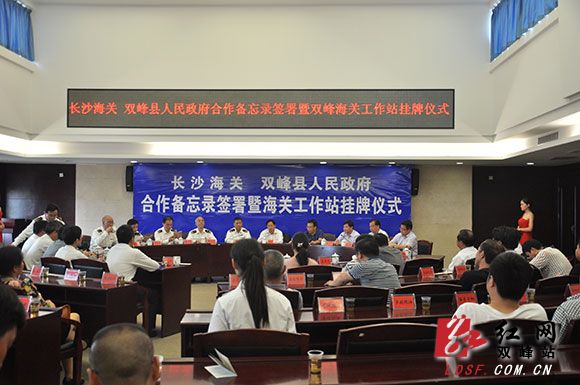 长沙海关 双峰县人民政府合作备忘录签署暨双峰海关工作站挂牌仪式
长沙海关 双峰县人民政府
合作备忘录签署暨海关工作站挂牌仪式
红网
双峰站
LDSF.COM.CN